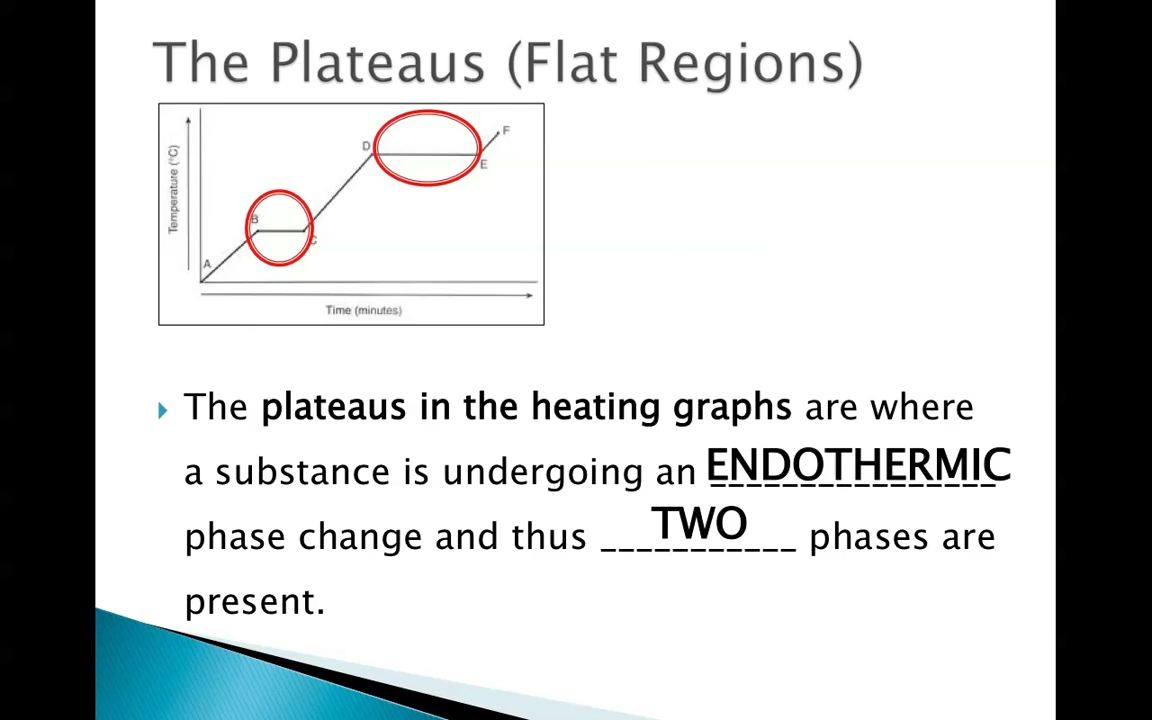 The Plateaus (Flat Regions)
Temperature (°C)
A
B
C
D
E
F
Time (minutes)
The plateaus in the heating graphs are where
a substance is undergoing an ENDOTHERMIC
phase change and thus TWO phases are
present.